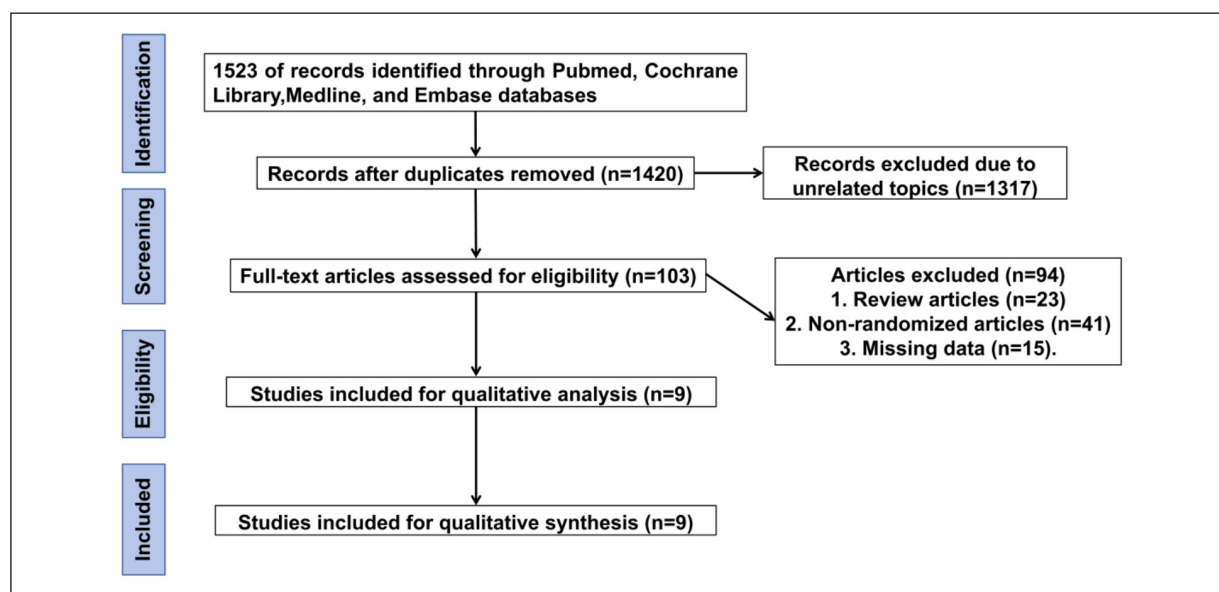 Identification
1523 of records identified through Pubmed, Cochrane
Library,Medline, and Embase databases
Records after duplicates removed (n=1420)
Records excluded due to
unrelated topics (n=1317)
Screening
Full-text articles assessed for eligibility (n=103)
Articles excluded (n=94)
1. Review articles (n=23)
2. Non-randomized articles (n=41)
3. Missing data (n=15).
Eligibility
Studies included for qualitative analysis (n=9)
Included
Studies included for qualitative synthesis (n=9)